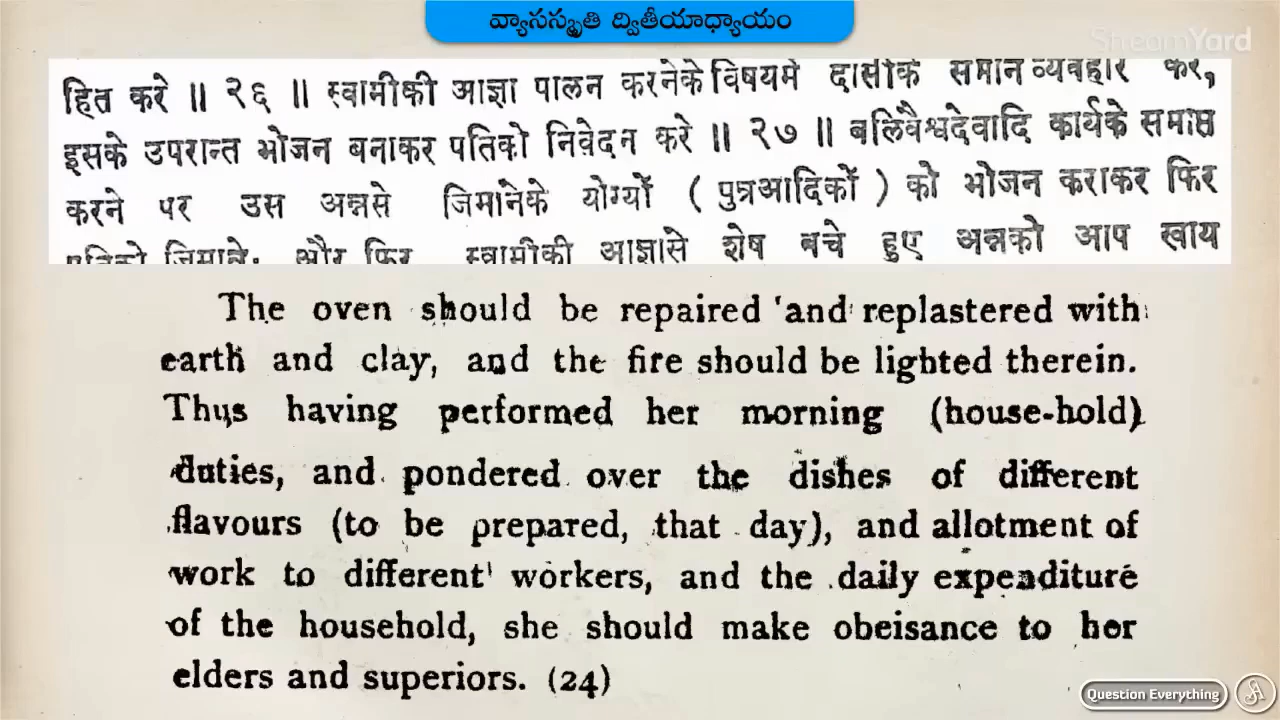 వ్యాసస్మృతి ద్వితీయాధ్యాయం
StreamYard
हित करे ॥ २६ ॥ स्वामीकी आज्ञा पालन करनेके विषयमें दासीके समान व्यवहार करे,
इसके उपरान्त भोजन बनाकर पतिको निवेदन करे ॥ २७ ॥ बलिवैश्वदेवादि कार्यके समाप्त
करने पर उस अन्नसे जिमानेके योग्यों ( पुत्रआदिकों ) को भोजन कराकर फिर
पतिको जिमावे, और फिर स्वामीकी आज्ञासे शेष बचे हुए अन्नको आप खाय
The oven should be repaired and replastered with
earth and clay, and the fire should be lighted therein.
Thus having performed her morning (house-hold)
duties, and pondered over the dishes of different
flavours (to be prepared, that day), and allotment of
work to different workers, and the daily expenditure
of the household, she should make obeisance to her
elders and superiors. (24)
Question Everything